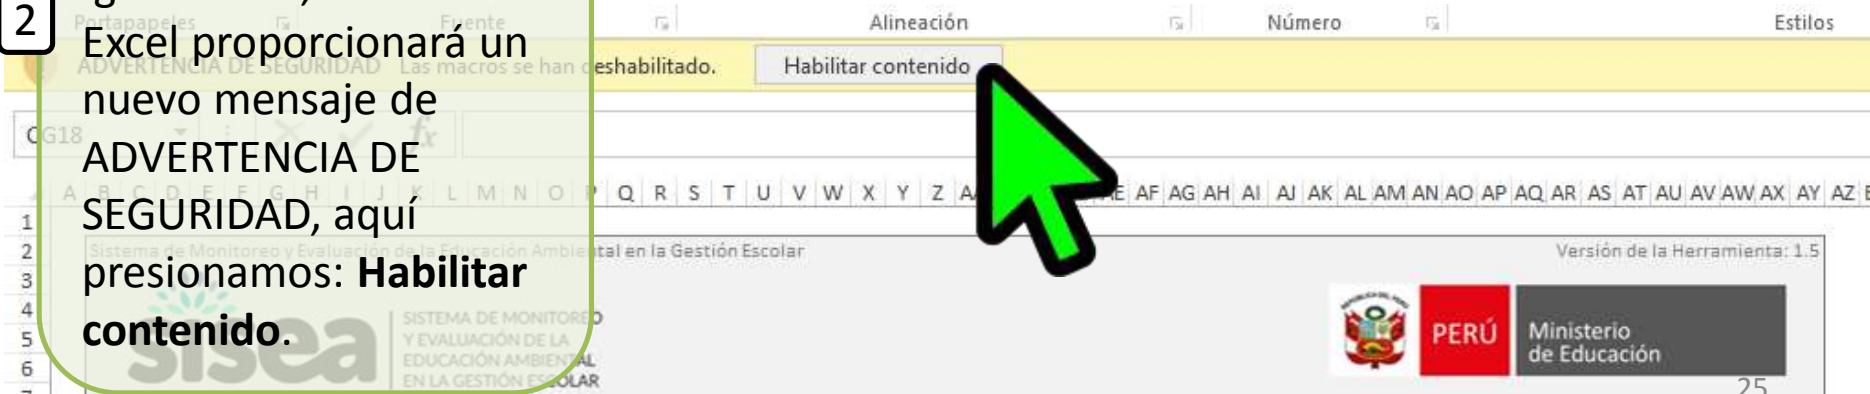 2
Excel proporcionará un
nuevo mensaje de
ADVERTENCIA DE
SEGURIDAD, aquí
presionamos: Habilitar
contenido.
Portapapeles Fuente Alineación Número Estilos
ADVERTENCIA DE SEGURIDAD Las macros se han deshabilitado. Habilitar contenido
CG18 fx
A B C D E F G H I J K L M N O P Q R S T U V W X Y Z AE AF AG AH AI AJ AK AL AM AN AO AP AQ AR AS AT AU AV AW AX AY AZ
1
2
3
4
5
6
Sistema de Monitoreo y Evaluación de la Educación Ambiental en la Gestión Escolar Versión de la Herramienta: 1.5
sisea
SISTEMA DE MONITOREO
Y EVALUACIÓN DE LA
EDUCACIÓN AMBIENTAL
EN LA GESTIÓN ESCOLAR
PERÚ
Ministerio
de Educación
25